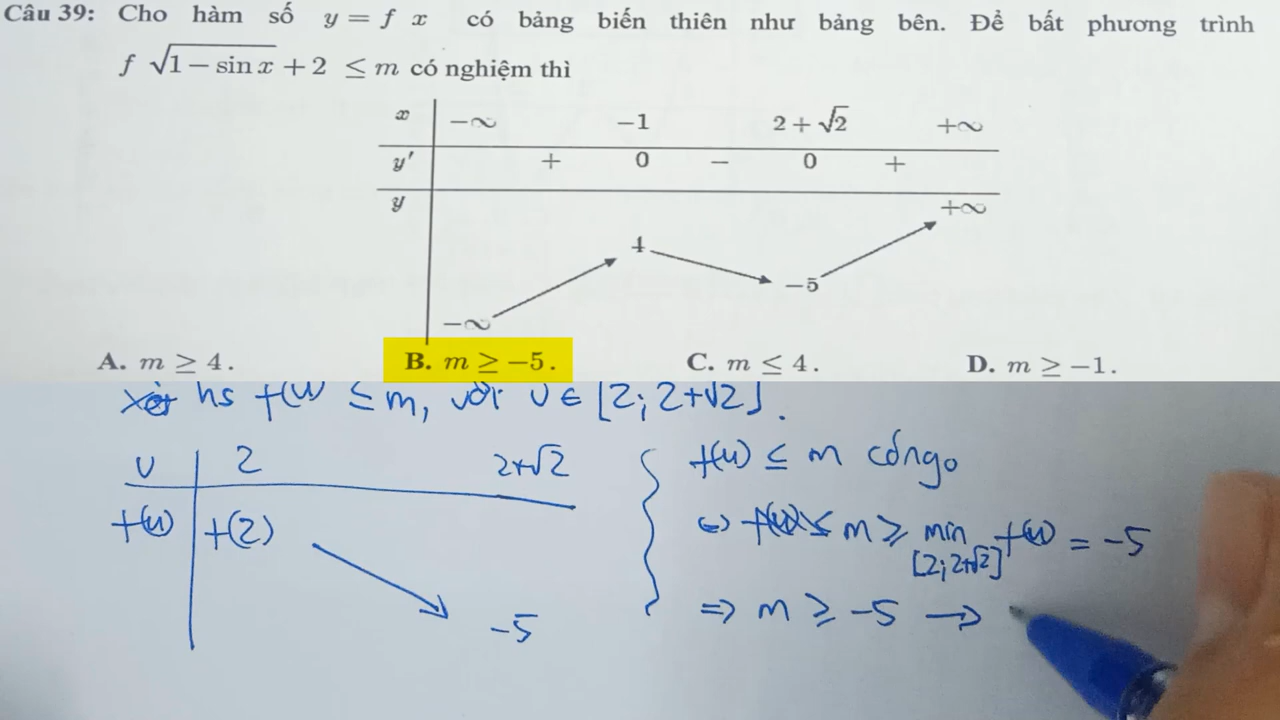 Câu 39: Cho hàm số y = f x có bảng biến thiên như bảng bên. Để bất phương trình
f √1 − sin x + 2 ≤ m có nghiệm thì
x −∞ −1 2 + √2 +∞
y' + 0 − 0 +
y +∞
4
−5
−∞
A. m ≥ 4. B. m ≥ −5. C. m ≤ 4. D. m ≥ −1.
hs f(u) ≤ m, với u ∈ [2; 2+√2].
u 2 2+√2
f(u) f(2)
-5
f(u) ≤ m có ngo
⇔ m ≥ min f(u) = -5
[2; 2+√2]
⇒ m ≥ -5 →